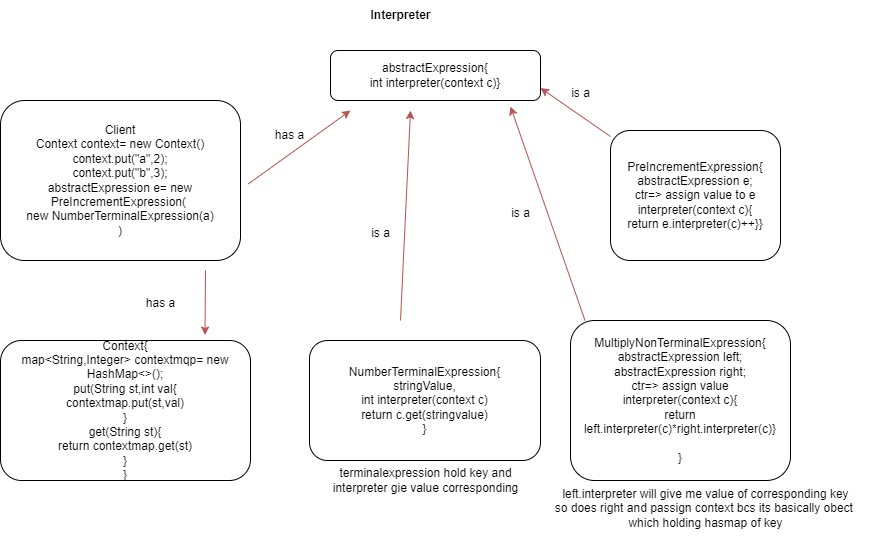 Interpreter
abstractExpression{
int interpreter(context c)}
is a
has a
Client
Context context= new Context()
context.put("a",2);
context.put("b",3);
abstractExpression e= new
PreIncrementExpression(
new NumberTerminalExpression(a)
)
PreIncrementExpression{
abstractExpression e;
ctr=> assign value to e
interpreter(context c){
return e.interpreter(c)++}}
is a
is a
has a
Context{
map<String,Integer> contextmqp= new
HashMap<>();
put(String st,int val{
contextmap.put(st,val)
}
get(String st){
return contextmap.get(st)
}
}
NumberTerminalExpression{
stringValue,
int interpreter(context c)
return c.get(stringvalue)
}
terminalexpression hold key and
interpreter gie value corresponding
MultiplyNonTerminalExpression{
abstractExpression left;
abstractExpression right;
ctr=> assign value
interpreter(context c){
return
left.interpreter(c)*right.interpreter(c)}
}
left.interpreter will give me value of corresponding key
so does right and passign context bcs its basically obect
which holding hasmap of key